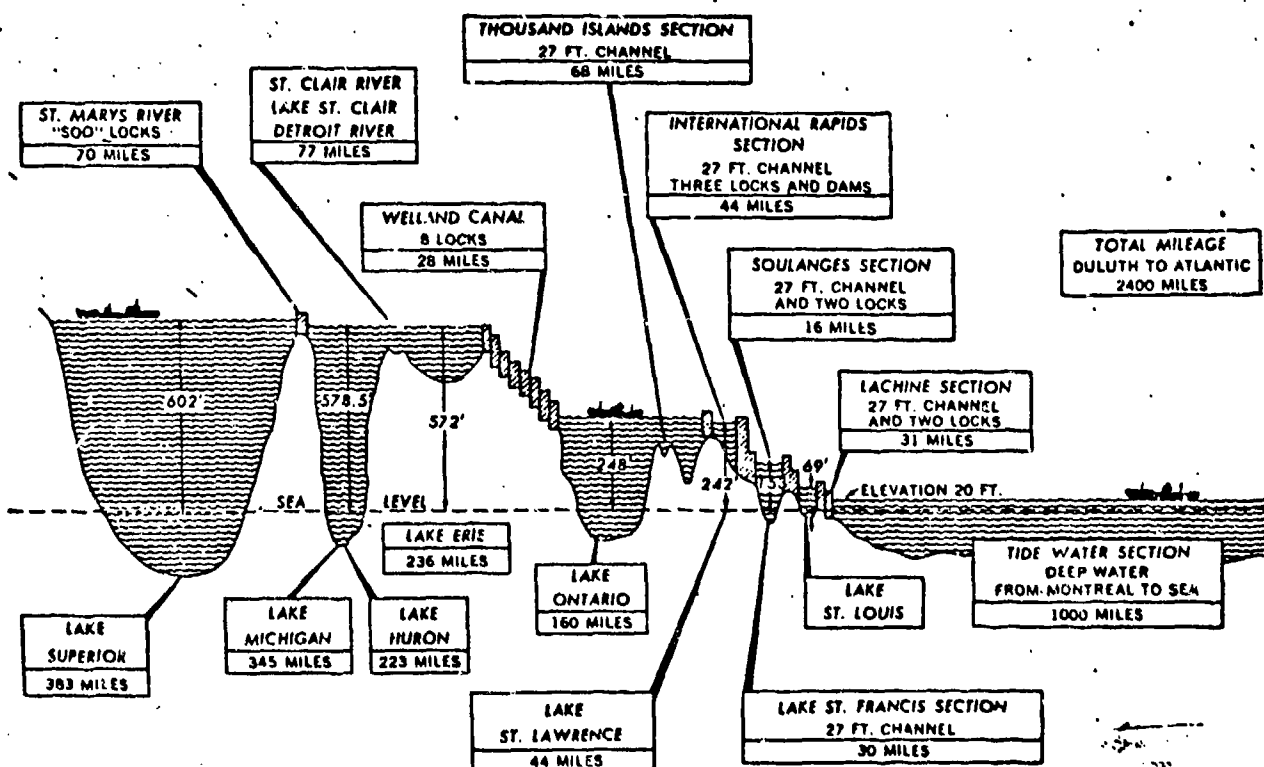 THOUSAND ISLANDS SECTION
27 FT. CHANNEL
68 MILES
ST. CLAIR RIVER
LAKE ST. CLAIR
DETROIT RIVER
77 MILES
ST. MARYS RIVER
"SOO" LOCKS
70 MILES
INTERNATIONAL RAPIDS
SECTION
27 FT. CHANNEL
THREE LOCKS AND DAMS
44 MILES
WELLAND CANAL
8 LOCKS
28 MILES
TOTAL MILEAGE
DULUTH TO ATLANTIC
2400 MILES
SOULANGES SECTION
27 FT. CHANNEL
AND TWO LOCKS
16 MILES
LACHINE SECTION
27 FT. CHANNEL
AND TWO LOCKS
31 MILES
602'
578.5'
572'
248'
242'
69'
ELEVATION 20 FT.
SEA LEVEL
LAKE ERIE
236 MILES
TIDE WATER SECTION
DEEP WATER
FROM MONTREAL TO SEA
1000 MILES
LAKE
ONTARIO
160 MILES
LAKE
ST. LOUIS
LAKE
SUPERIOR
383 MILES
LAKE
MICHIGAN
345 MILES
LAKE
HURON
223 MILES
LAKE
ST. LAWRENCE
44 MILES
LAKE ST. FRANCIS SECTION
27 FT. CHANNEL
30 MILES